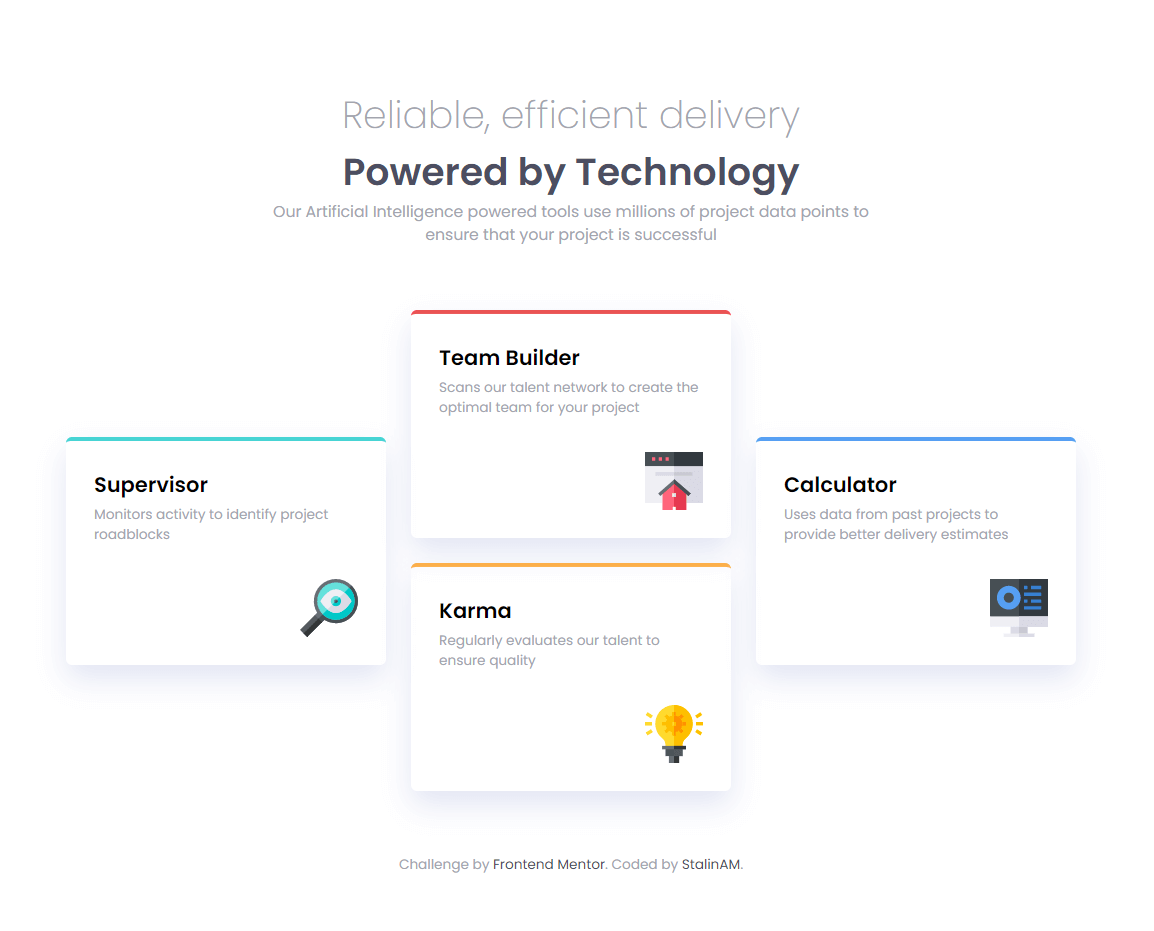 Reliable, efficient delivery
Powered by Technology
Our Artificial Intelligence powered tools use millions of project data points to
ensure that your project is successful
Supervisor
Monitors activity to identify project
roadblocks
Team Builder
Scans our talent network to create the
optimal team for your project
Karma
Regularly evaluates our talent to
ensure quality
Calculator
Uses data from past projects to
provide better delivery estimates
Challenge by Frontend Mentor. Coded by StalinAM.